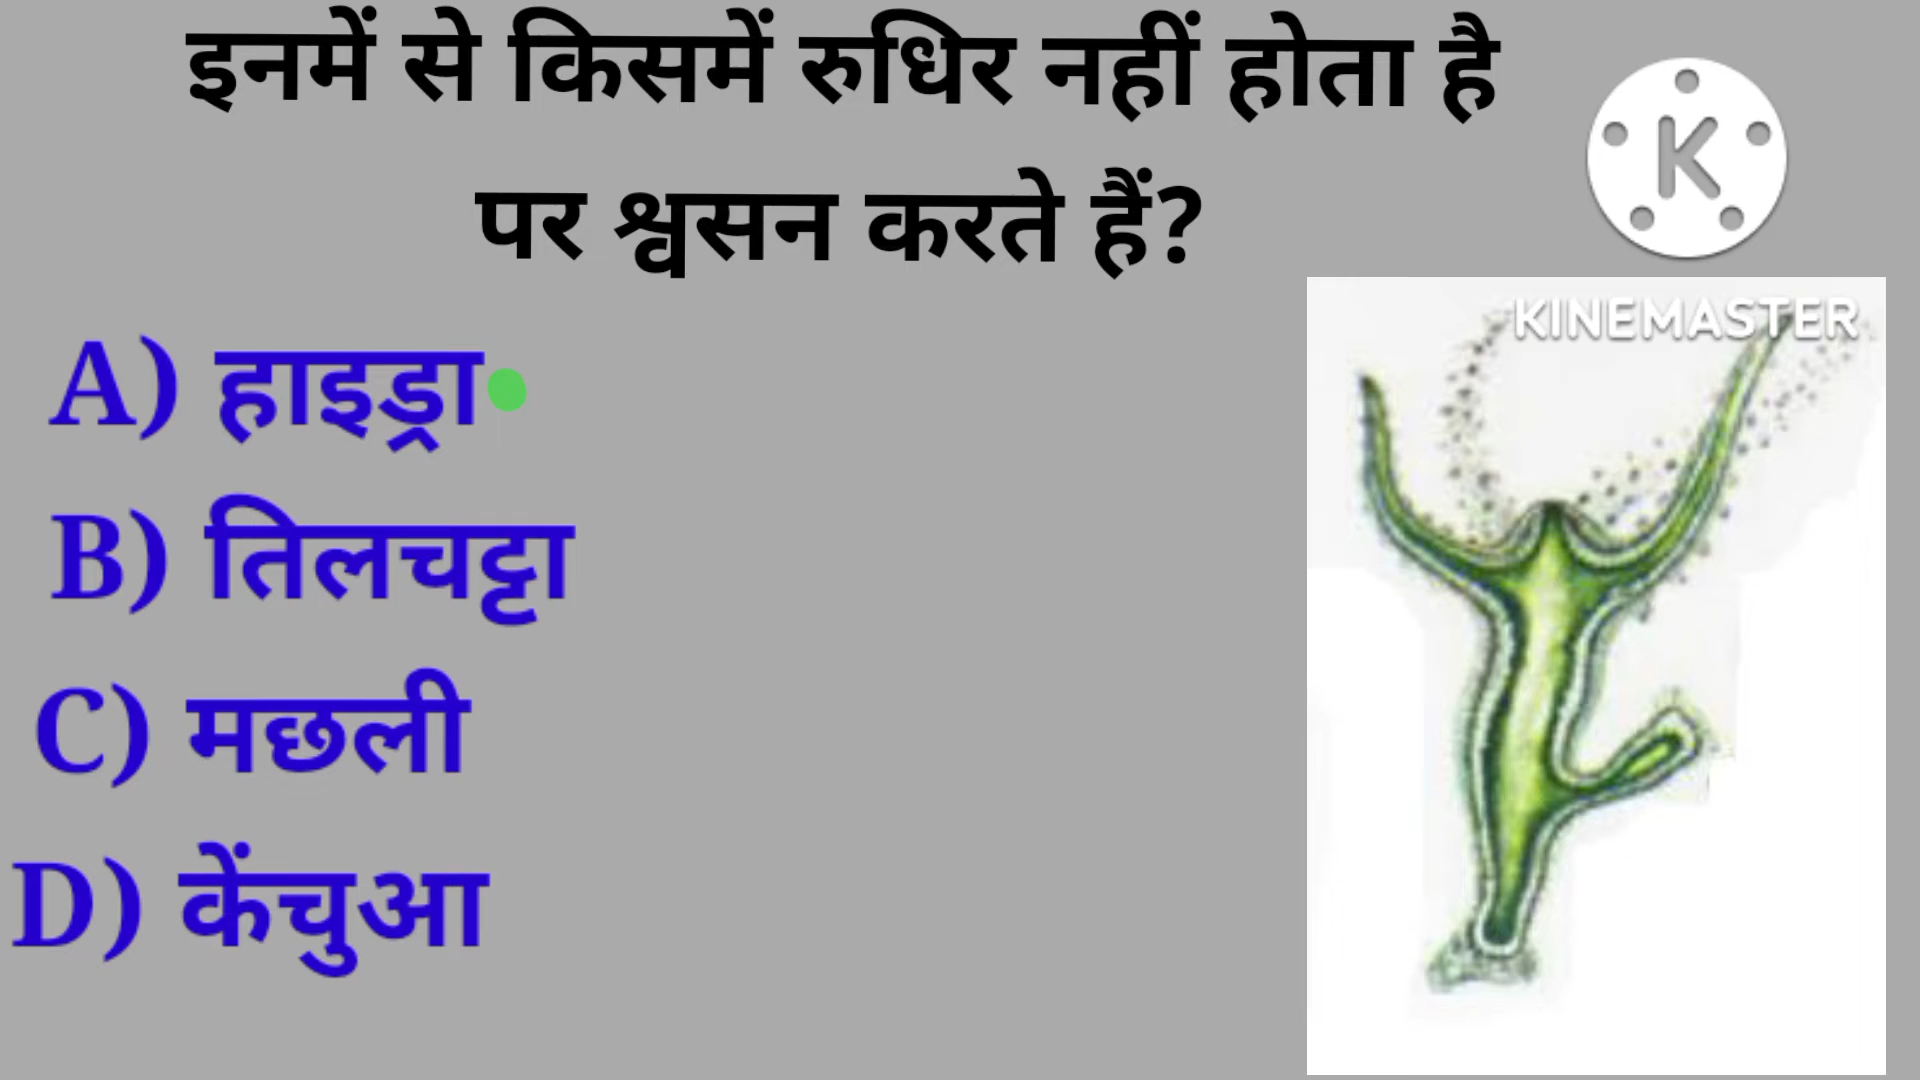 इनमें से किसमें रुधिर नहीं होता है
पर श्वसन करते हैं?
K
KINEMASTER
A) हाइड्रा
B) तिलचट्टा
C) मछली
D) केंचुआ